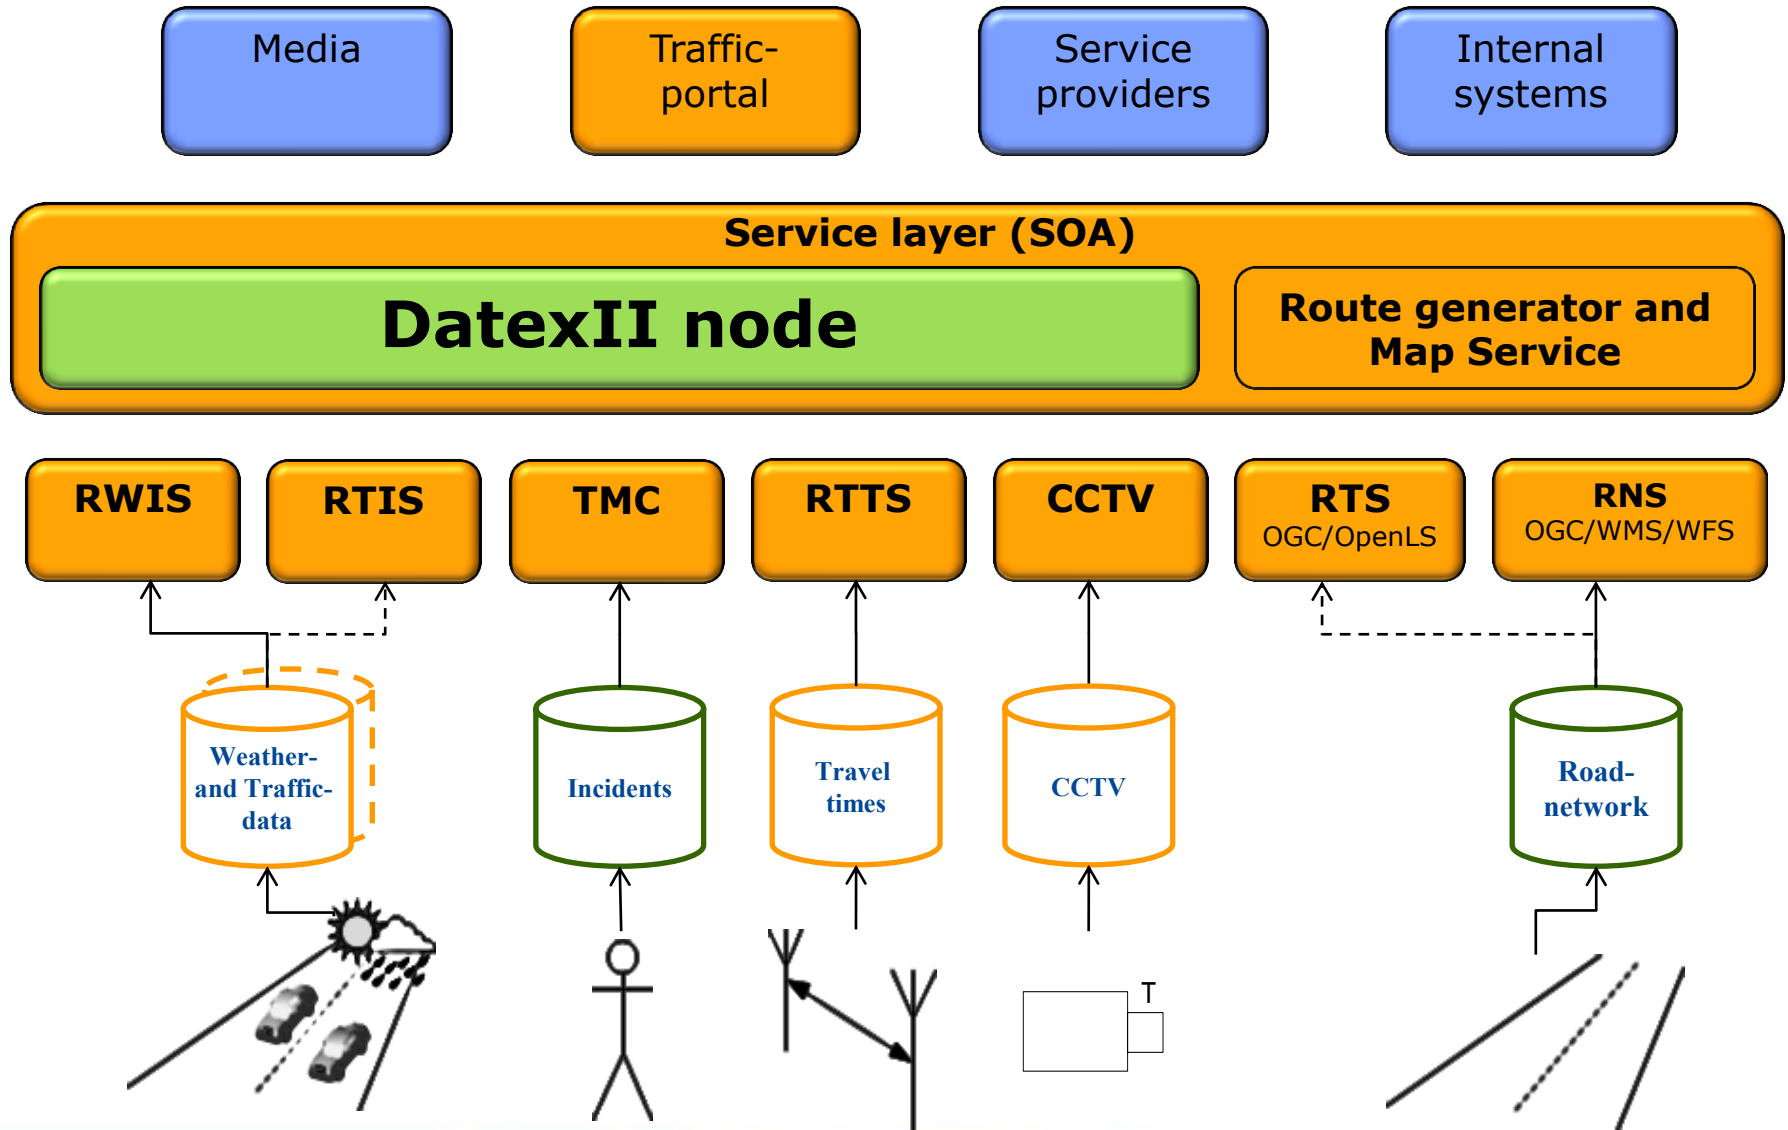 Media
Traffic-
portal
Service
providers
Internal
systems
Service layer (SOA)
DatexII node
Route generator and
Map Service
RWIS
RTIS
TMC
RTTS
CCTV
RTS
OGC/OpenLS
RNS
OGC/WMS/WFS
Weather-
and Traffic-
data
Incidents
Travel
times
CCTV
Road-
network